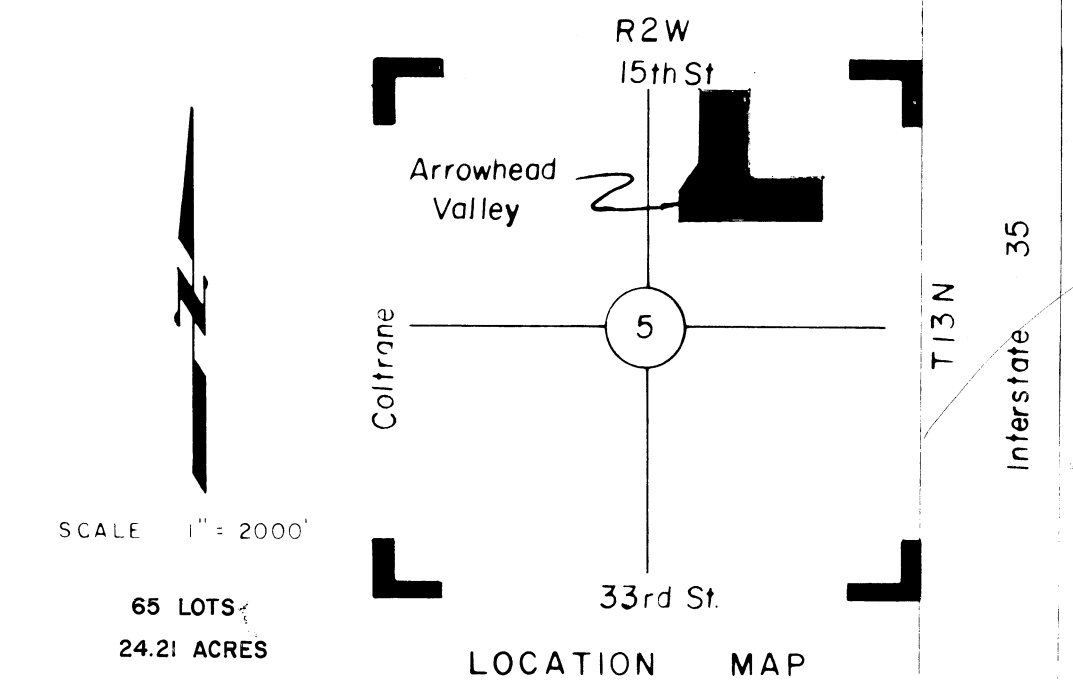 R2W
15th St
Arrowhead
Valley
N
5
Coltrane
T13N
Interstate 35
SCALE 1" = 2000'
33rd St.
65 LOTS
24.21 ACRES
LOCATION MAP